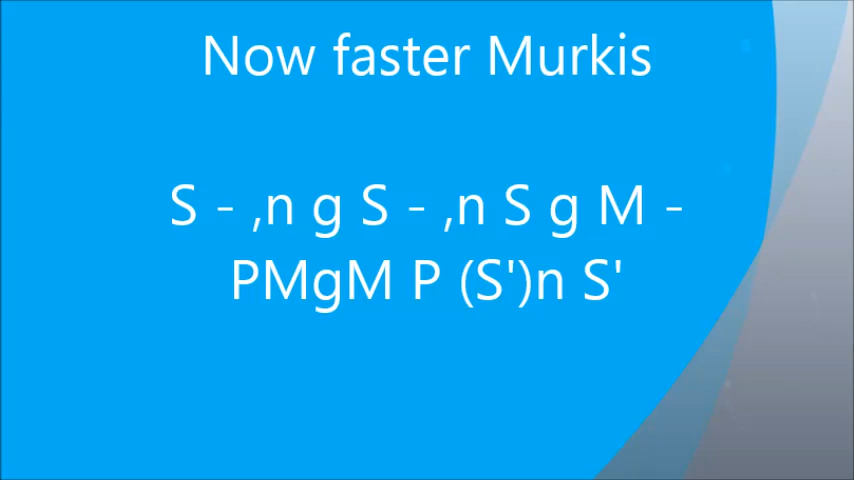 Now faster Murkis
S - ,n g S - ,n S g M -
PMgM P (S')n S'